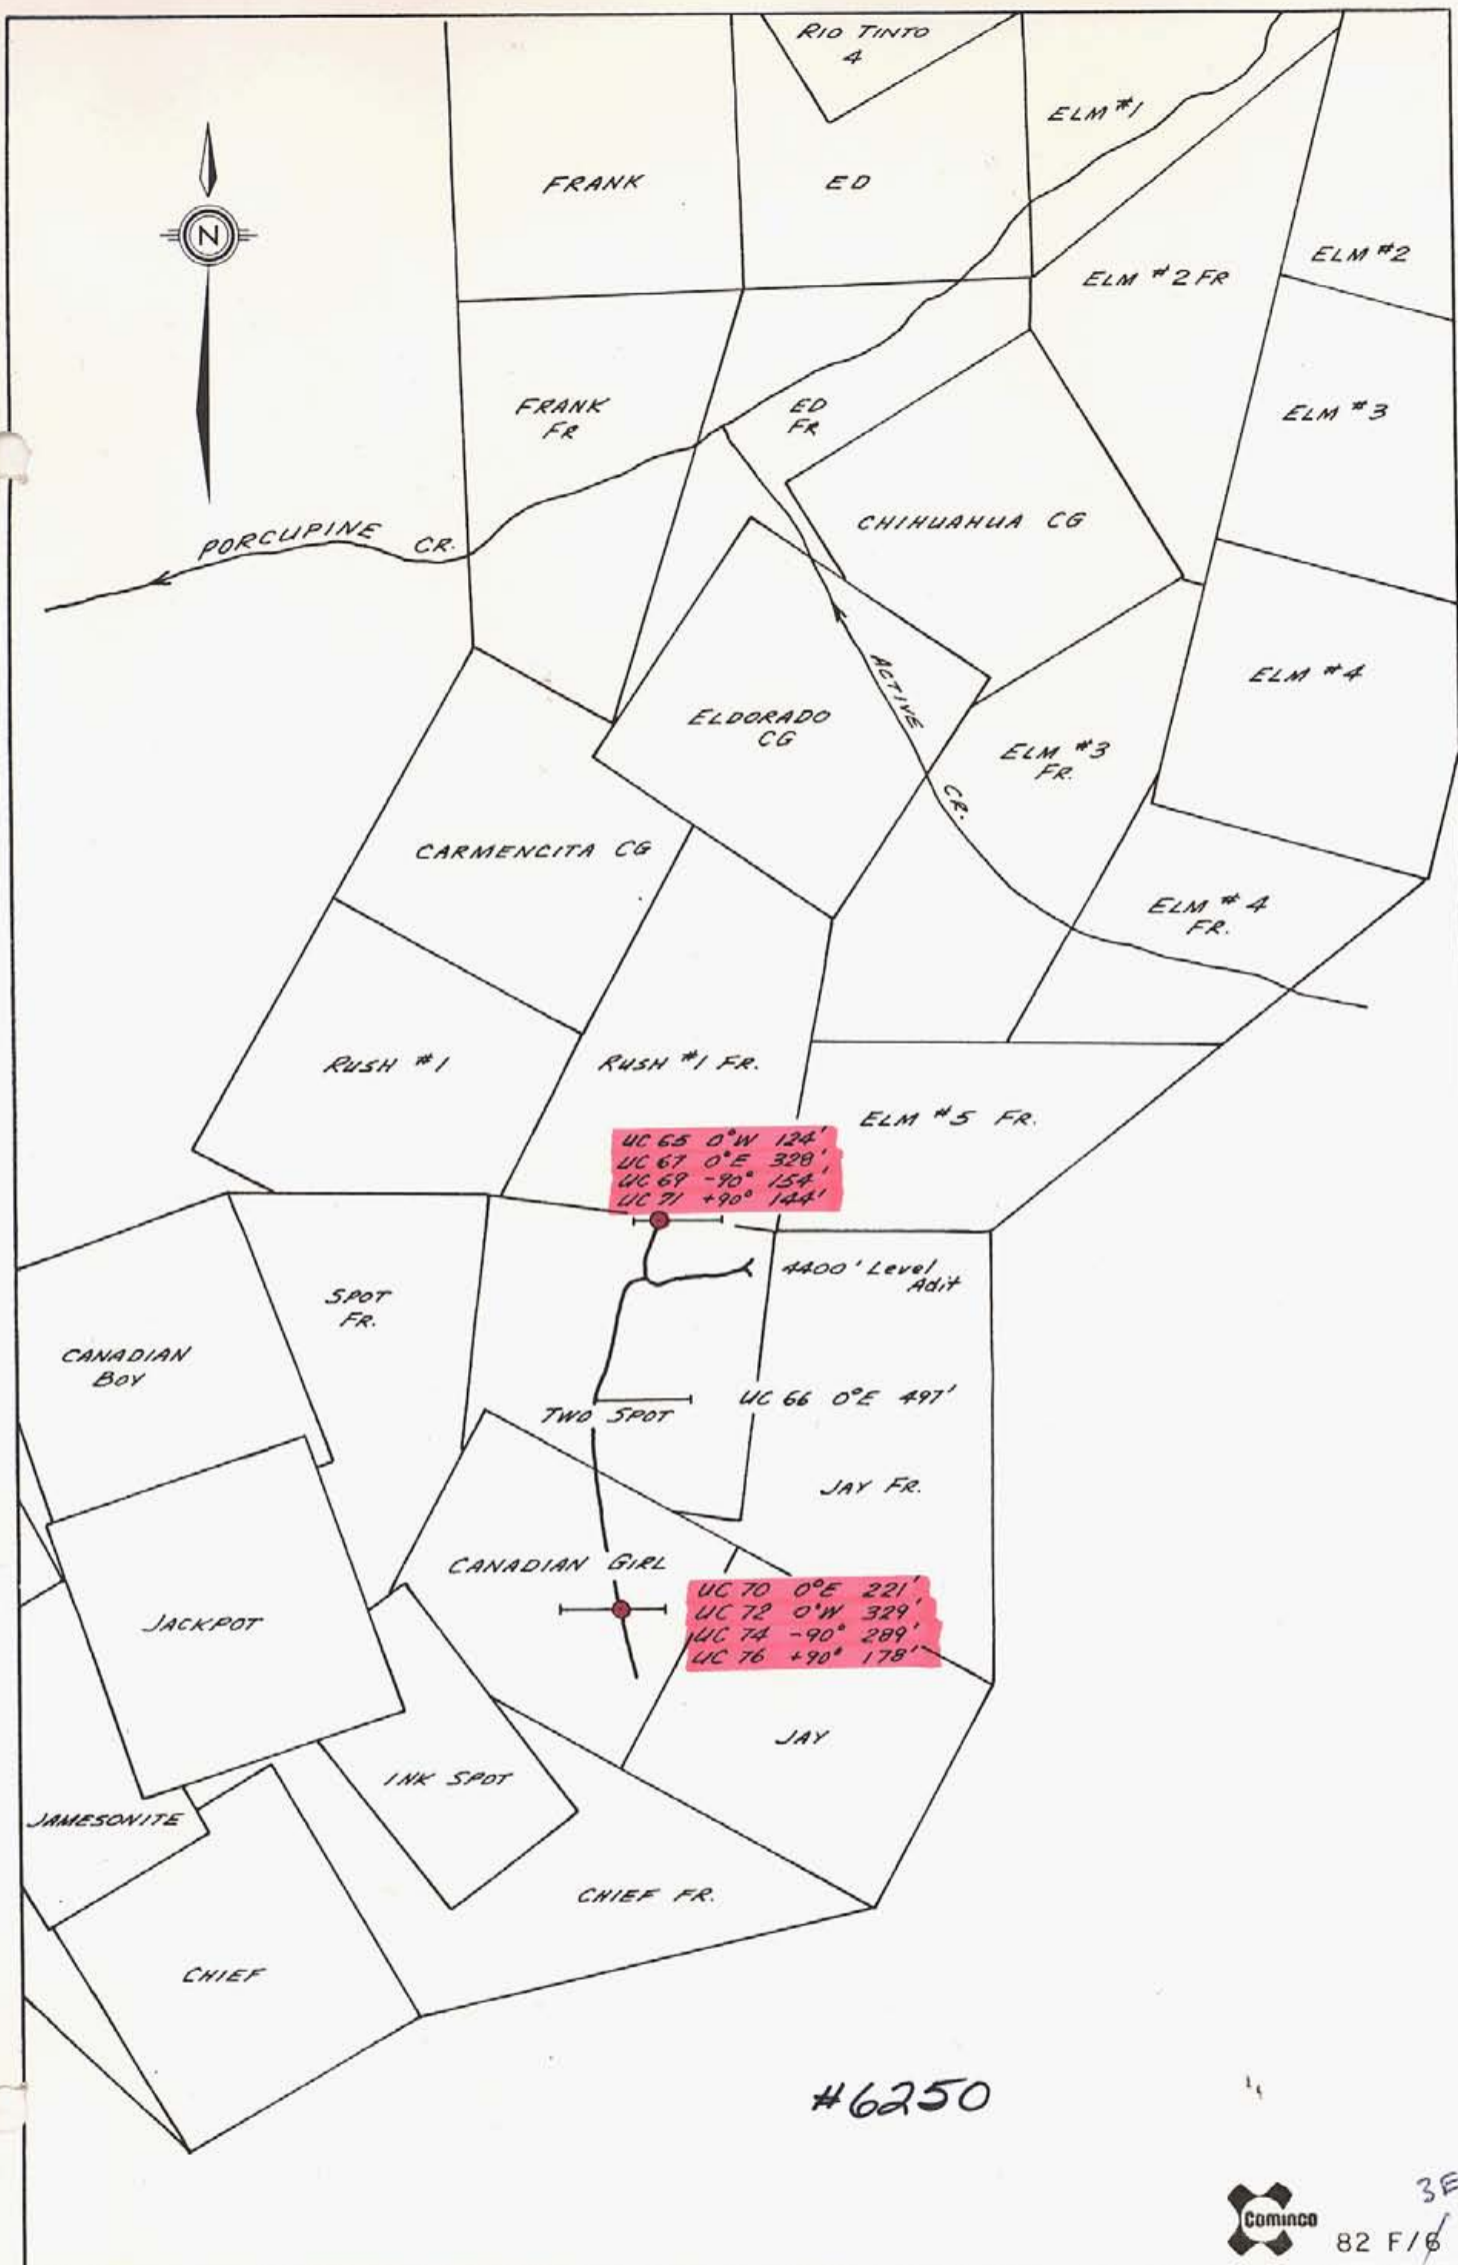 RIO TINTO
4
ELM #1
FRANK
ED
N
ELM #2
ELM #2 FR
FRANK
FR
ED
FR
ELM #3
CHIHUAHUA CG
PORCUPINE CR.
ACTIVE CR.
ELM #4
ELDORADO
CG
ELM #3
FR.
CARMENCITA CG
ELM #4
FR.
RUSH #1
RUSH #1 FR.
ELM #5 FR.
UC 65 0°W 124'
UC 67 0°E 328'
UC 69 -90° 154'
UC 71 +90° 144'
4400' Level
Adit
SPOT
FR.
CANADIAN
BOY
UC 66 0°E 497'
TWO SPOT
JAY FR.
CANADIAN GIRL
UC 70 0°E 221'
UC 72 0°W 329'
UC 74 -90° 289'
UC 76 +90° 178'
JACKPOT
JAY
INK SPOT
JAMESONITE
CHIEF FR.
CHIEF
#6250
3E
Cominco
82 F/6